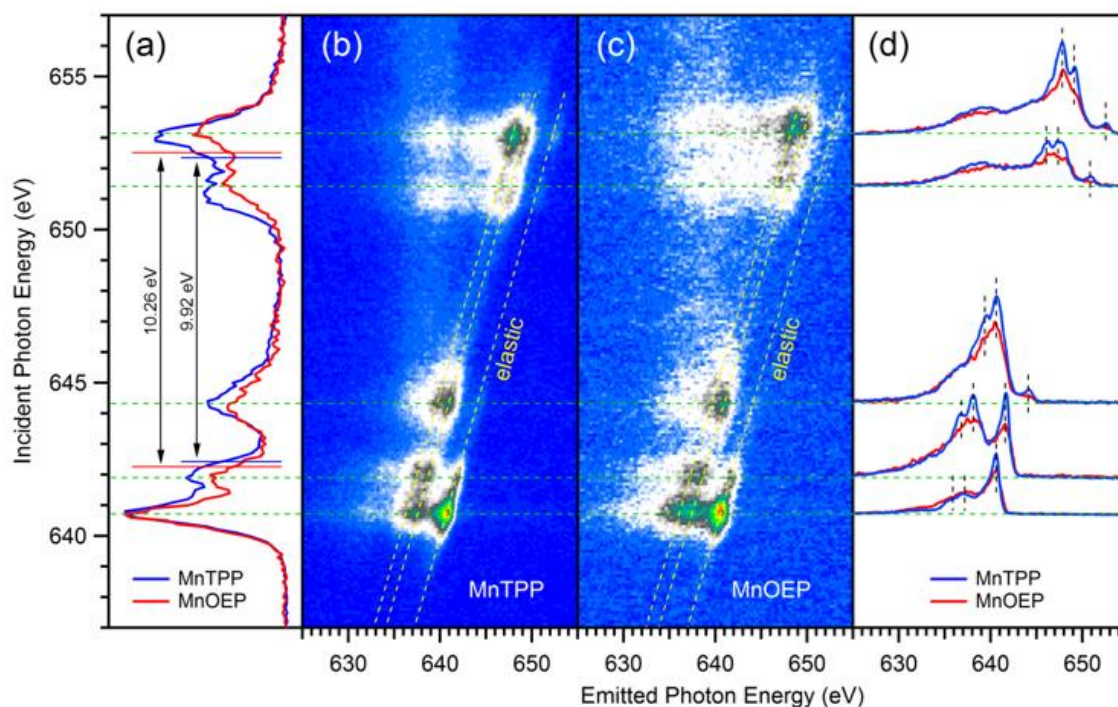 (a)
(b)
(c)
(d)
655
650
645
640
Incident Photon Energy (eV)
10.26 eV
9.92 eV
elastic
elastic
MnTPP
MnOEP
MnTPP
MnOEP
MnTPP
MnOEP
630
640
650
630
640
650
630
640
650
Emitted Photon Energy (eV)